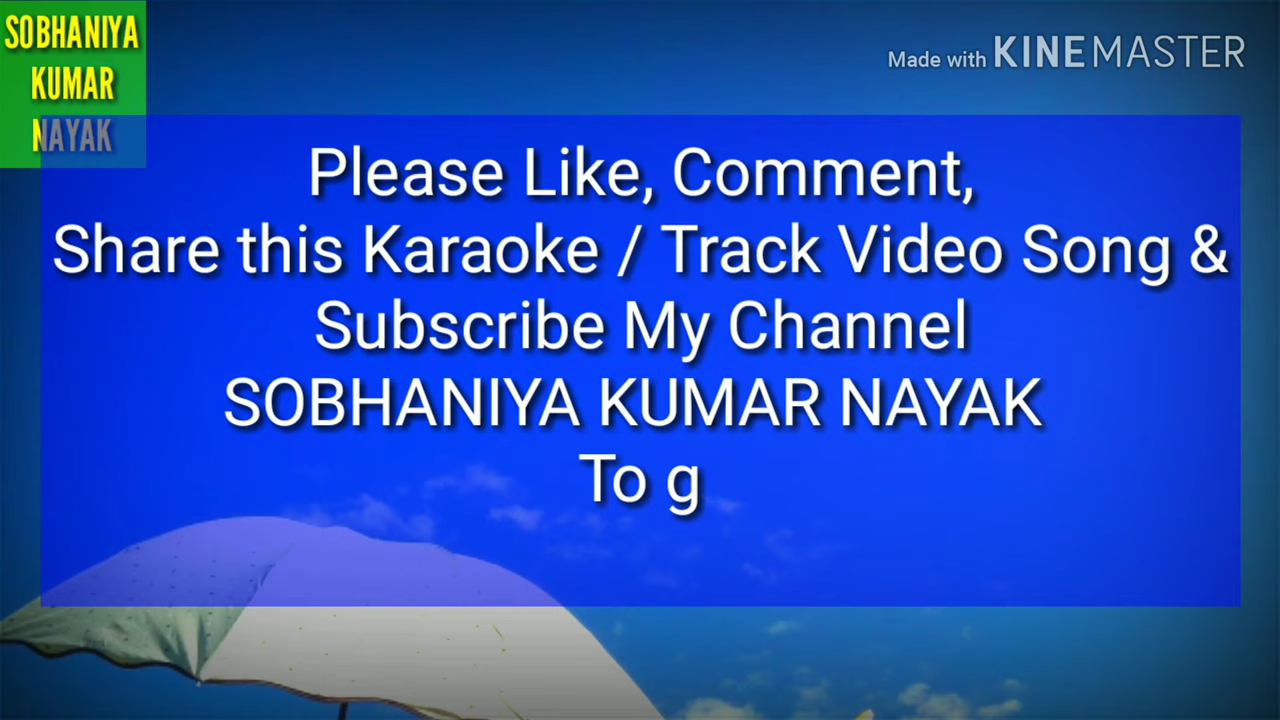 SOBHANIYA
KUMAR
NAYAK
Made with KINEMASTER
Please Like, Comment,
Share this Karaoke / Track Video Song &
Subscribe My Channel
SOBHANIYA KUMAR NAYAK
To g